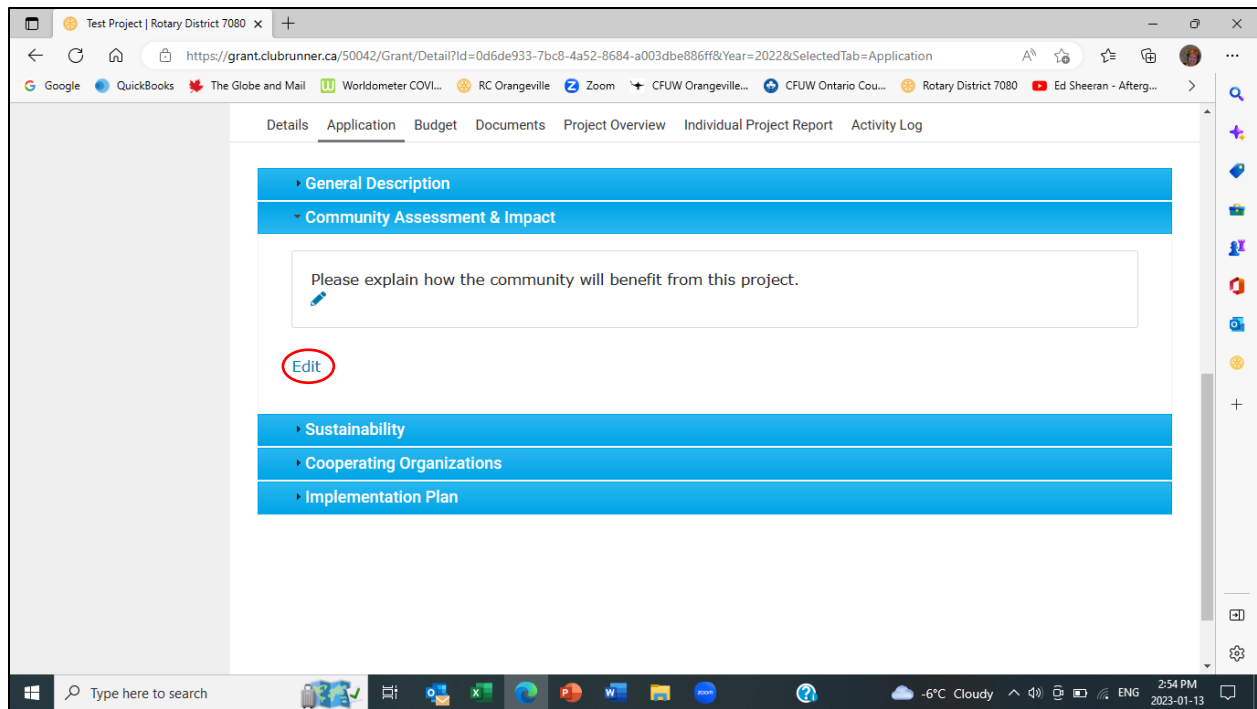 Test Project | Rotary District 7080
https://grant.clubrunner.ca/50042/Grant/Detail?Id=0d6de933-7bc8-4a52-8684-a003dbe886ff&Year=2022&SelectedTab=Application
Google QuickBooks The Globe and Mail Worldometer COVI... RC Orangeville Zoom CFUW Orangeville... CFUW Ontario Cou... Rotary District 7080 Ed Sheeran - Afterg...
Details Application Budget Documents Project Overview Individual Project Report Activity Log
General Description
Community Assessment & Impact
Please explain how the community will benefit from this project.
Edit
Sustainability
Cooperating Organizations
Implementation Plan
Type here to search
-6°C Cloudy ENG 2:54 PM
2023-01-13